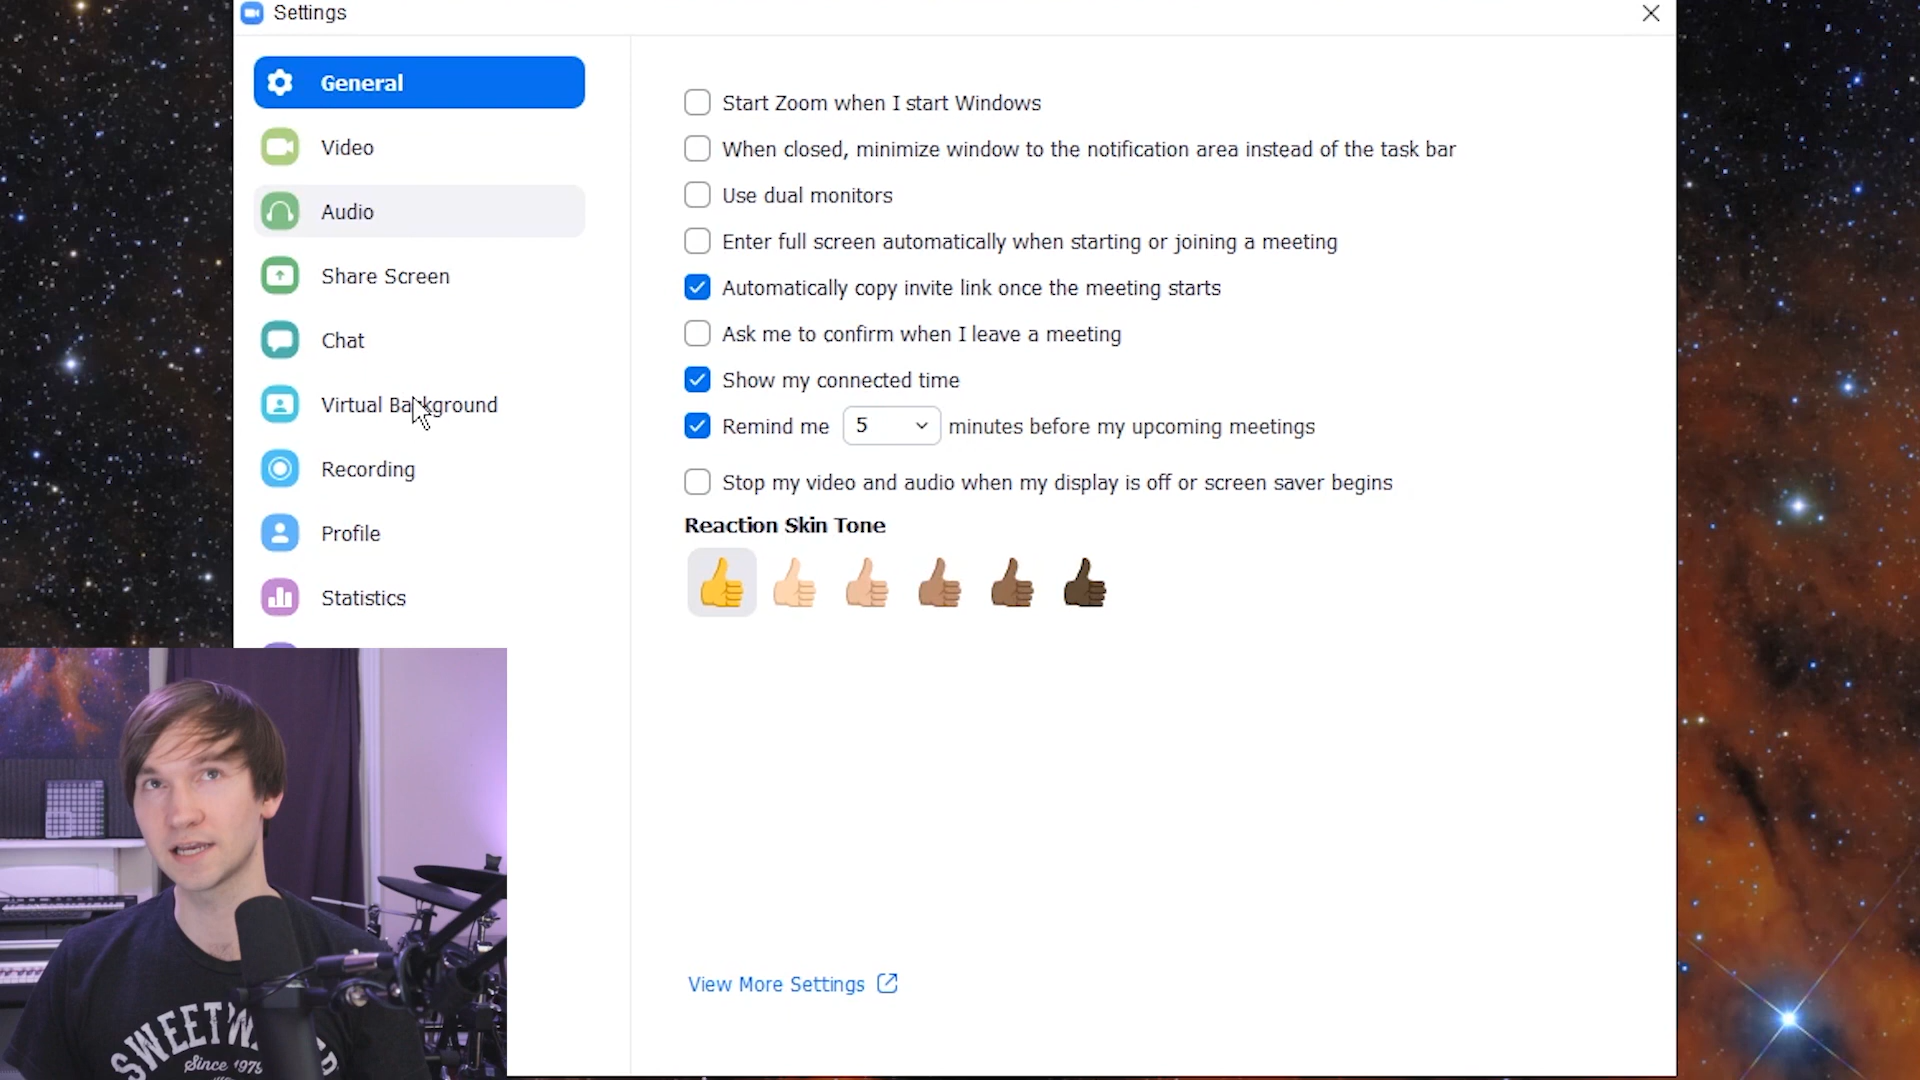 Settings
General
Video
Audio
Share Screen
Chat
Virtual Background
Recording
Profile
Statistics
Start Zoom when I start Windows
When closed, minimize window to the notification area instead of the task bar
Use dual monitors
Enter full screen automatically when starting or joining a meeting
Automatically copy invite link once the meeting starts
Ask me to confirm when I leave a meeting
Show my connected time
Remind me 5 minutes before my upcoming meetings
Stop my video and audio when my display is off or screen saver begins
Reaction Skin Tone
View More Settings
Since 1979